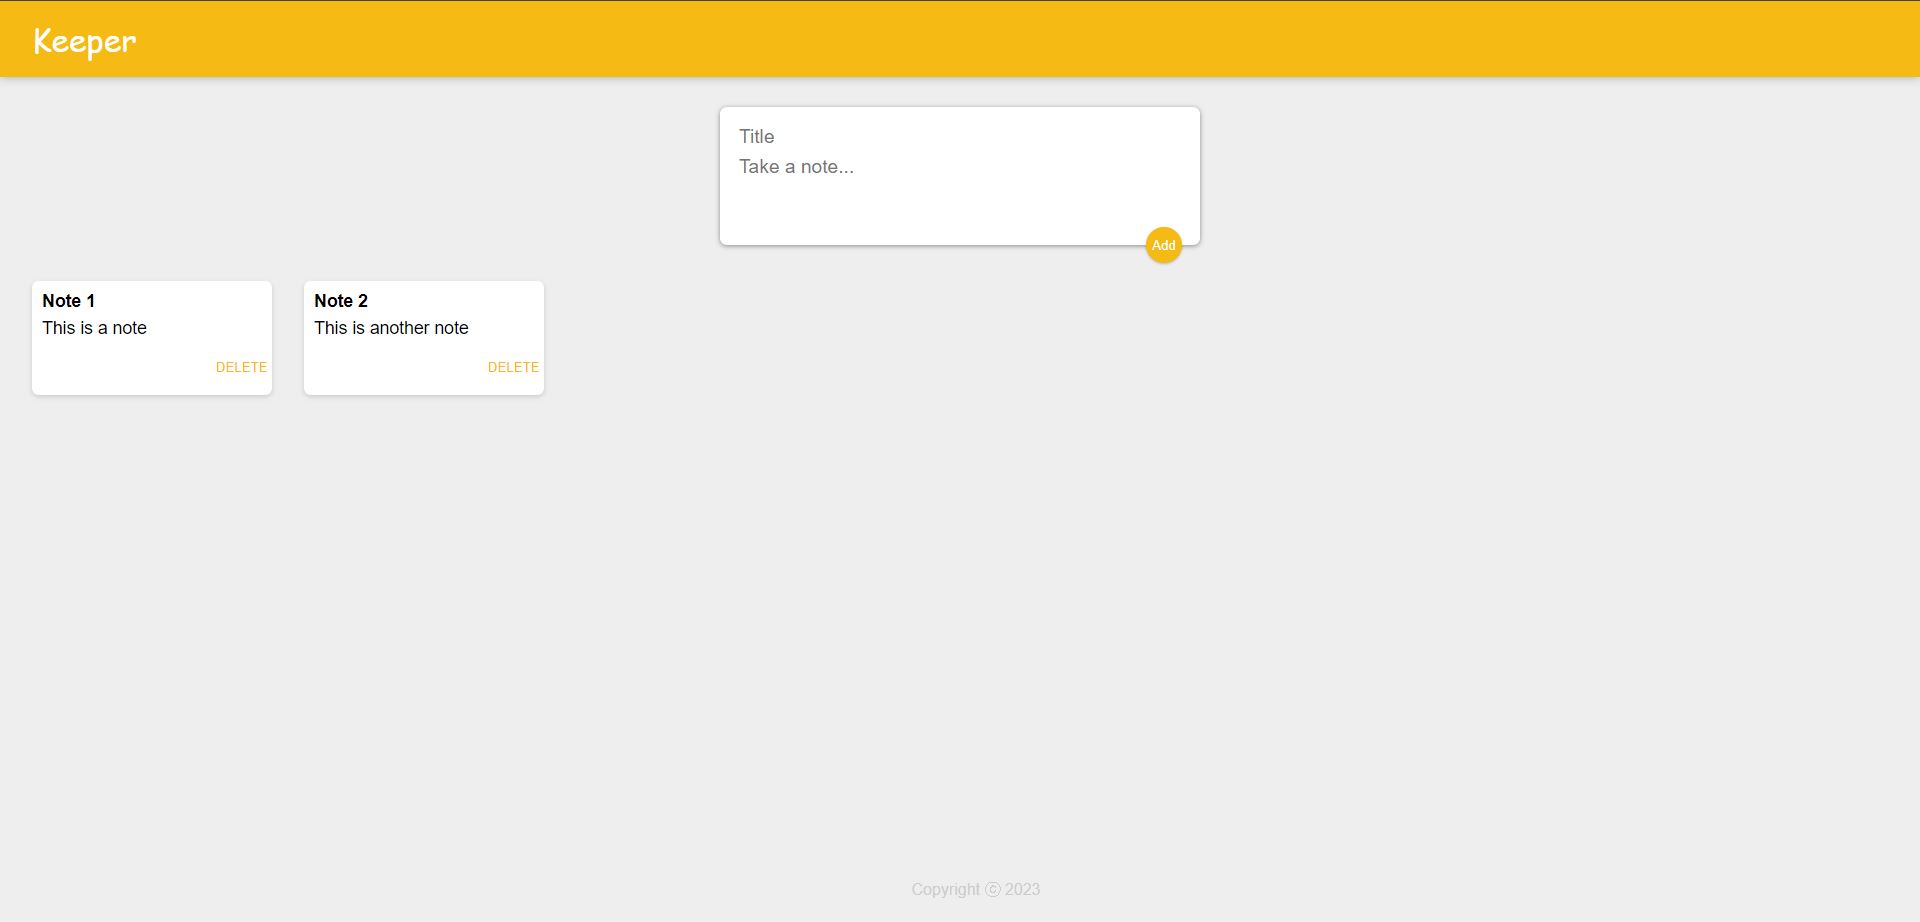 Keeper
Title
Take a note...
Add
Note 1
This is a note
DELETE
Note 2
This is another note
DELETE
Copyright ⓒ 2023